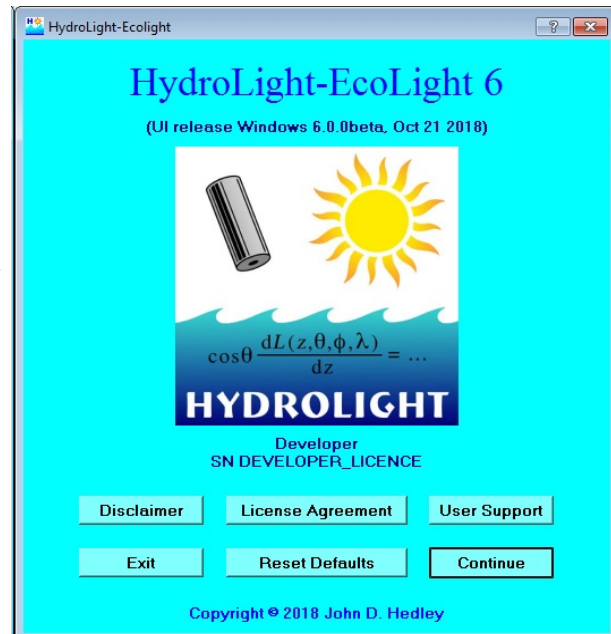 HydroLight-Ecolight
HydroLight-EcoLight 6
(UI release Windows 6.0.0beta, Oct 21 2018)
cosθ dL(z,θ,ϕ,λ)/dz = ...
HYDROLIGHT
Developer
SN DEVELOPER_LICENCE
Disclaimer License Agreement User Support
Exit Reset Defaults Continue
Copyright © 2018 John D. Hedley